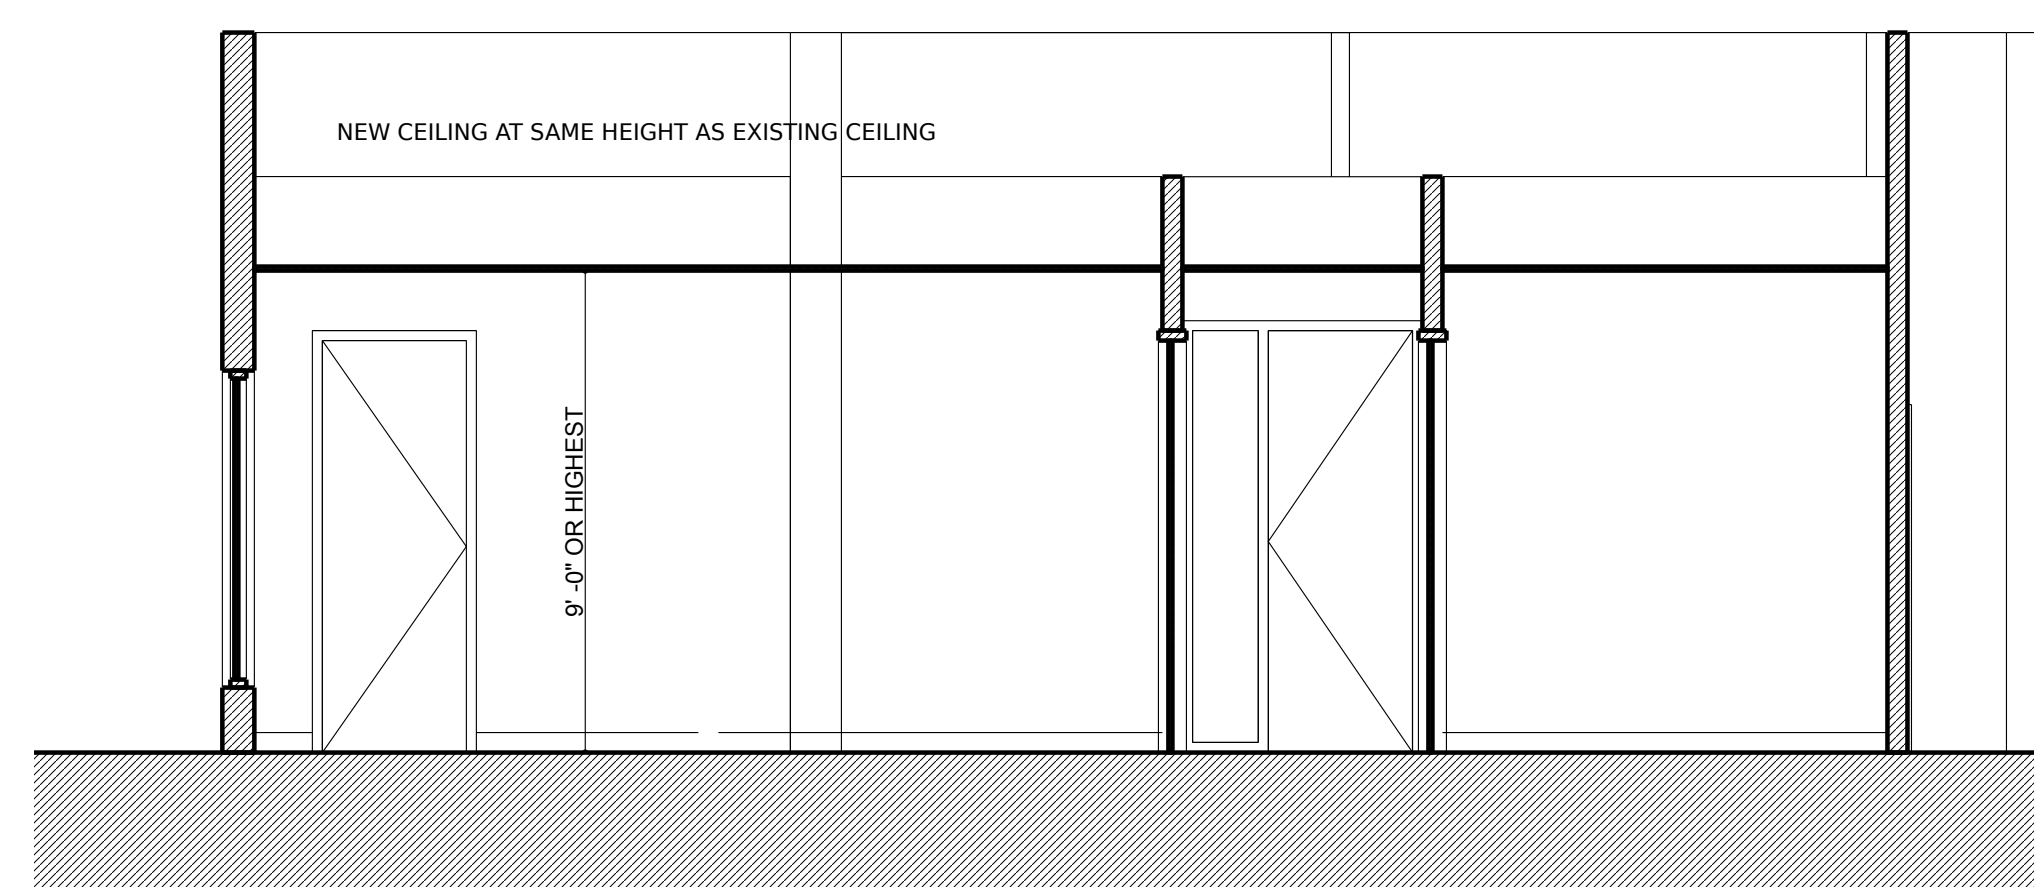 NEW CEILING AT SAME HEIGHT AS EXISTING CEILING
9' -0" OR HIGHEST